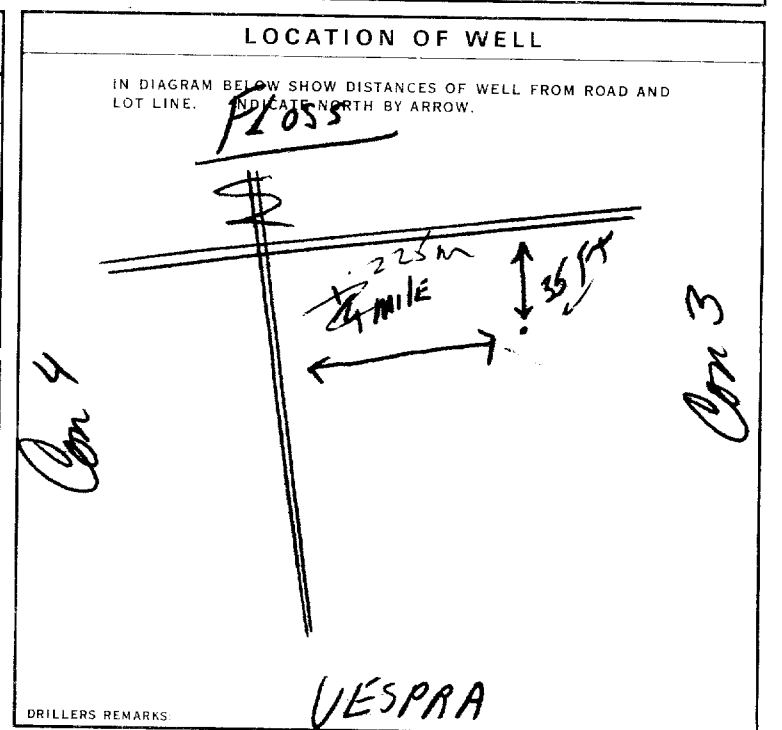 LOCATION OF WELL
IN DIAGRAM BELOW SHOW DISTANCES OF WELL FROM ROAD AND
LOT LINE. INDICATE NORTH BY ARROW.
Floss
.225m
MILE
35 FT
Con 4
Con 3
VESPRA
DRILLERS REMARKS: